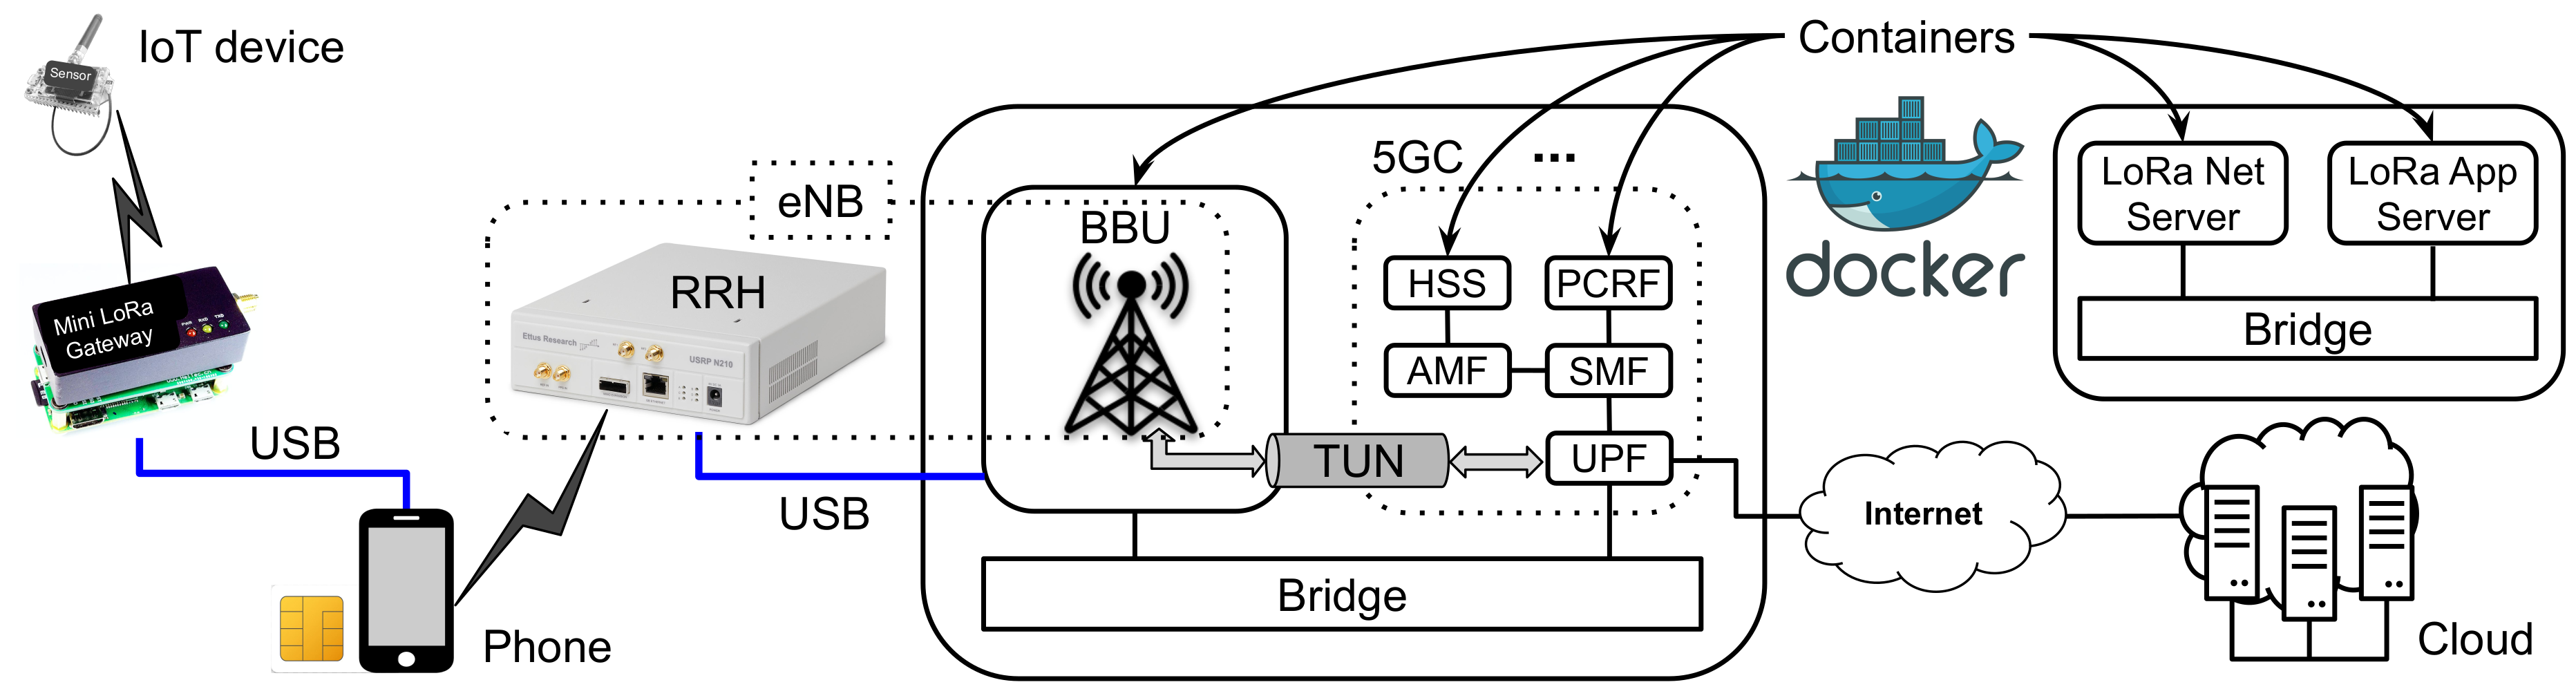 IoT device
Sensor
Mini LoRa
Gateway
USB
Phone
eNB
RRH
Ettus Research
USRP N210
USB
Containers
BBU
5GC
...
HSS
PCRF
AMF
SMF
TUN
UPF
Bridge
docker
LoRa Net
Server
LoRa App
Server
Bridge
Internet
Cloud